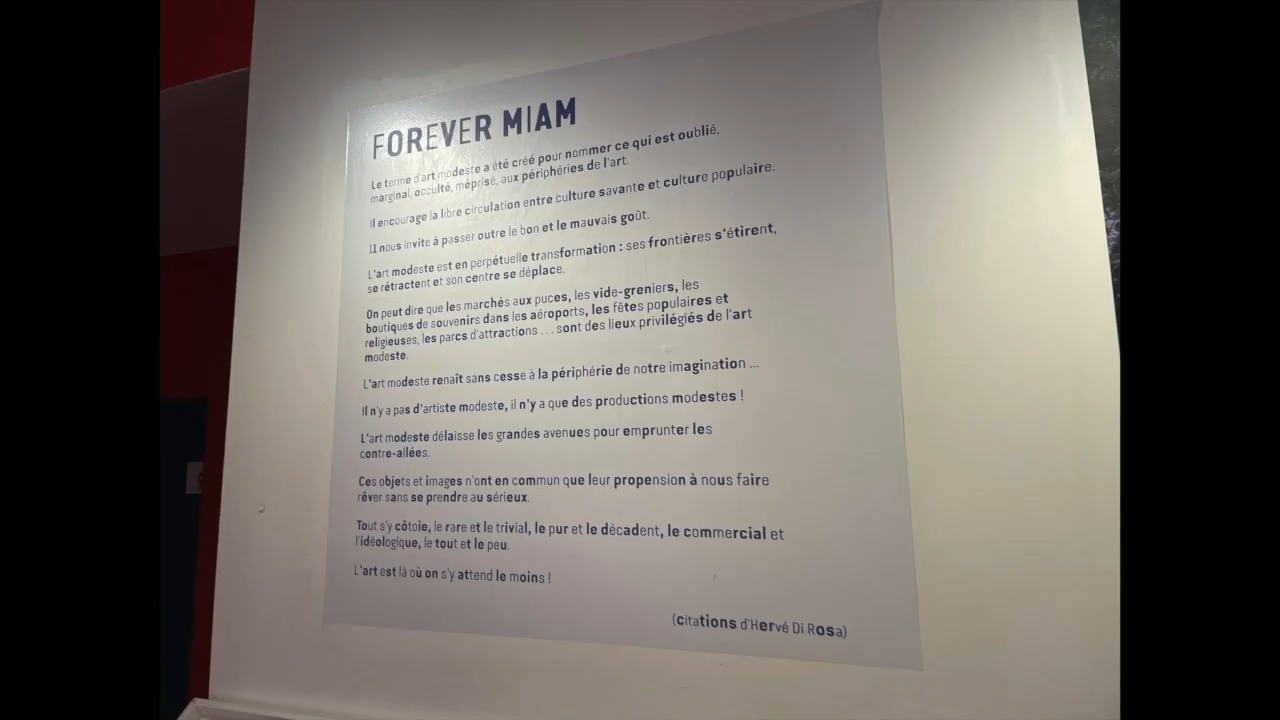 FOREVER MIAM
Le terme d'art modeste a été créé pour nommer ce qui est oublié,
marginal, occulté, méprisé, aux périphéries de l'art.
Il encourage la libre circulation entre culture savante et culture populaire.
Il nous invite à passer outre le bon et le mauvais goût.
L'art modeste est en perpétuelle transformation : ses frontières s'étirent,
se rétractent et son centre se déplace.
On peut dire que les marchés aux puces, les vide-greniers, les
boutiques de souvenirs dans les aéroports, les fêtes populaires et
religieuses, les parcs d'attractions ... sont des lieux privilégiés de l'art
modeste.
L'art modeste renaît sans cesse à la périphérie de notre imagination ...
Il n'y a pas d'artiste modeste, il n'y a que des productions modestes !
L'art modeste délaisse les grandes avenues pour emprunter les
contre-allées.
Ces objets et images n'ont en commun que leur propension à nous faire
rêver sans se prendre au sérieux.
Tout s'y côtoie, le rare et le trivial, le pur et le décadent, le commercial et
l'idéologique, le tout et le peu.
L'art est là où on s'y attend le moins !
(citations d'Hervé Di Rosa)